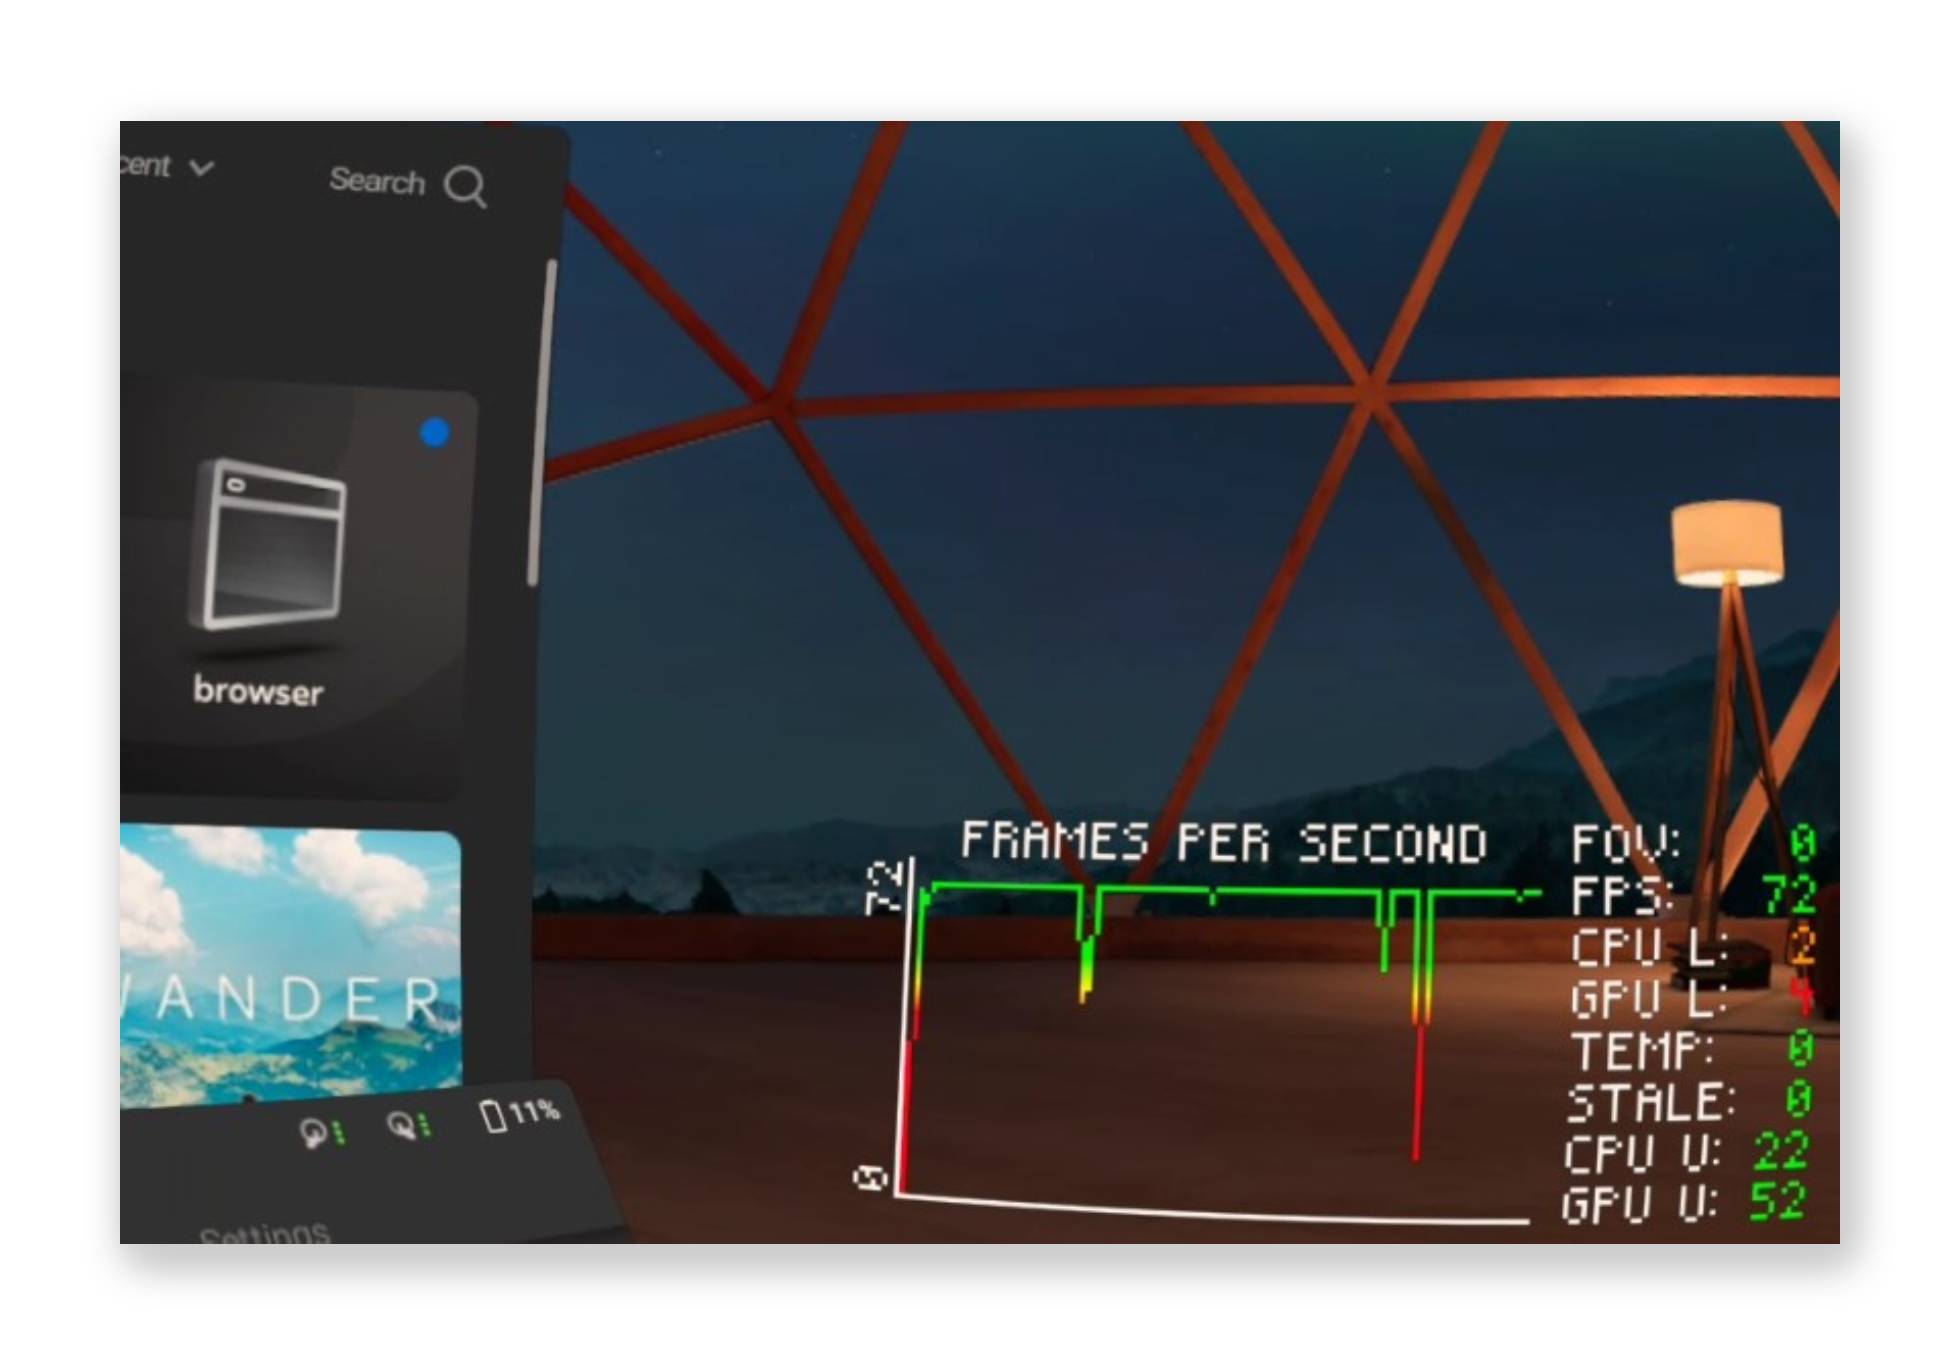 cent
Search
browser
WANDER
11%
Settings
FRAMES PER SECOND
72
0
FOV: 0
FPS: 72
CPU L: 2
GPU L: 4
TEMP: 0
STALE: 0
CPU U: 22
GPU U: 52